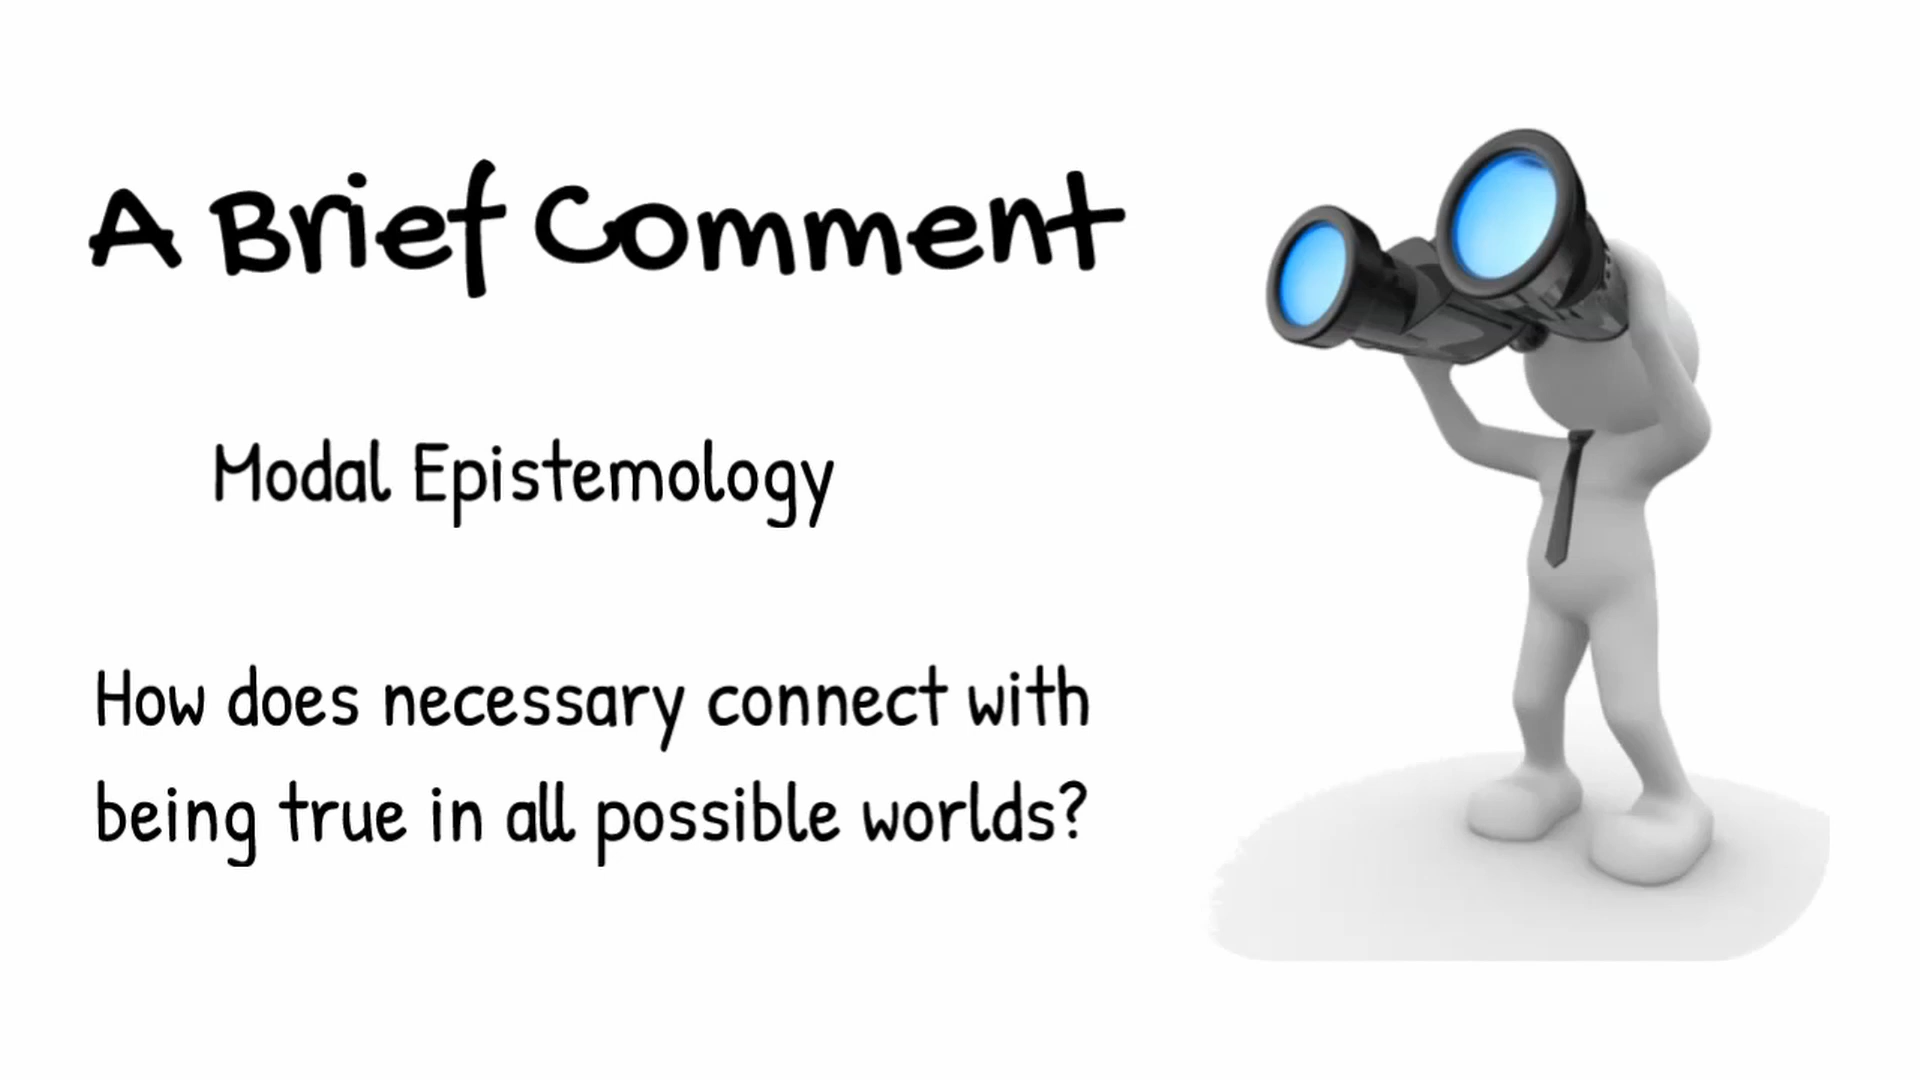 A Brief Comment
Modal Epistemology
How does necessary connect with
being true in all possible worlds?